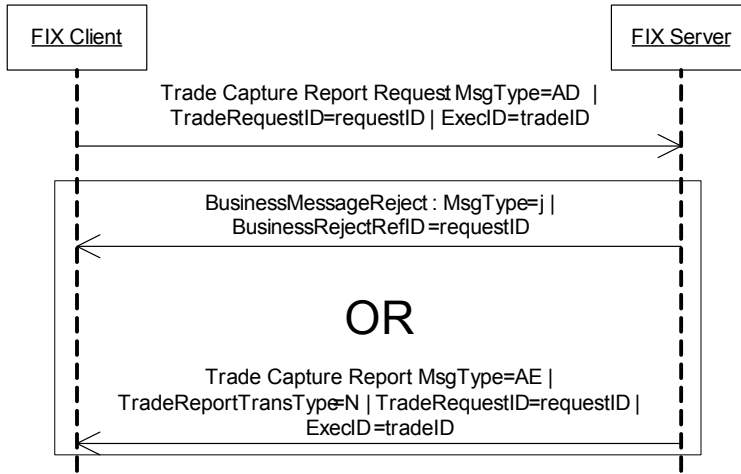 FIX Client
FIX Server
Trade Capture Report Request MsgType=AD |
TradeRequestID=requestID | ExecID=tradeID
BusinessMessageReject : MsgType=j |
BusinessRejectRefID=requestID
OR
Trade Capture Report MsgType=AE |
TradeReportTransType=N | TradeRequestID=requestID |
ExecID=tradeID